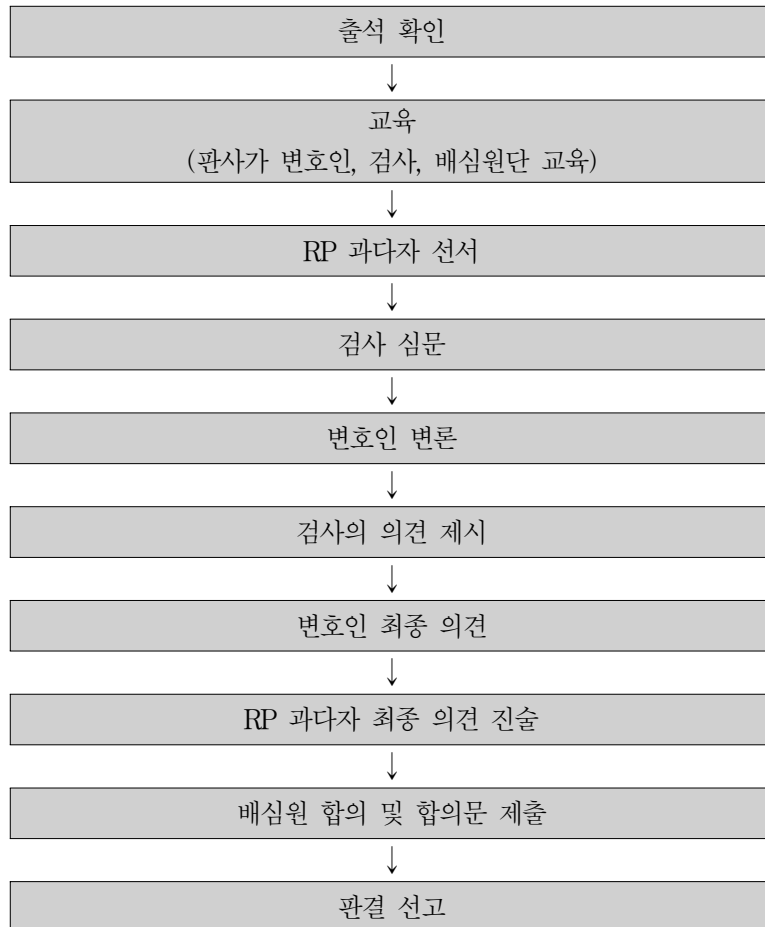 출석 확인
↓
교육
(판사가 변호인, 검사, 배심원단 교육)
↓
RP 과다자 선서
↓
검사 심문
↓
변호인 변론
↓
검사의 의견 제시
↓
변호인 최종 의견
↓
RP 과다자 최종 의견 진술
↓
배심원 합의 및 합의문 제출
↓
판결 선고